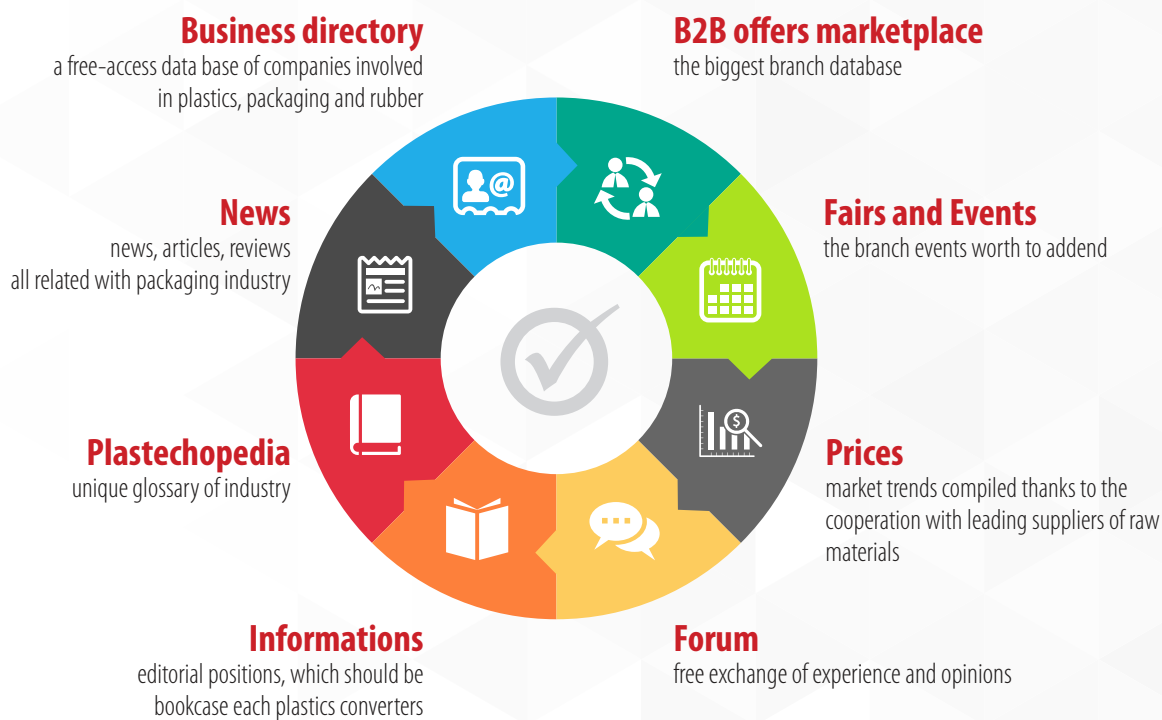 Business directory
a free-access data base of companies involved
in plastics, packaging and rubber
B2B offers marketplace
the biggest branch database
@
News
news, articles, reviews
all related with packaging industry
Fairs and Events
the branch events worth to addend
$
Plastechopedia
unique glossary of industry
Prices
market trends compiled thanks to the
cooperation with leading suppliers of raw
materials
Informations
editorial positions, which should be
bookcase each plastics converters
Forum
free exchange of experience and opinions